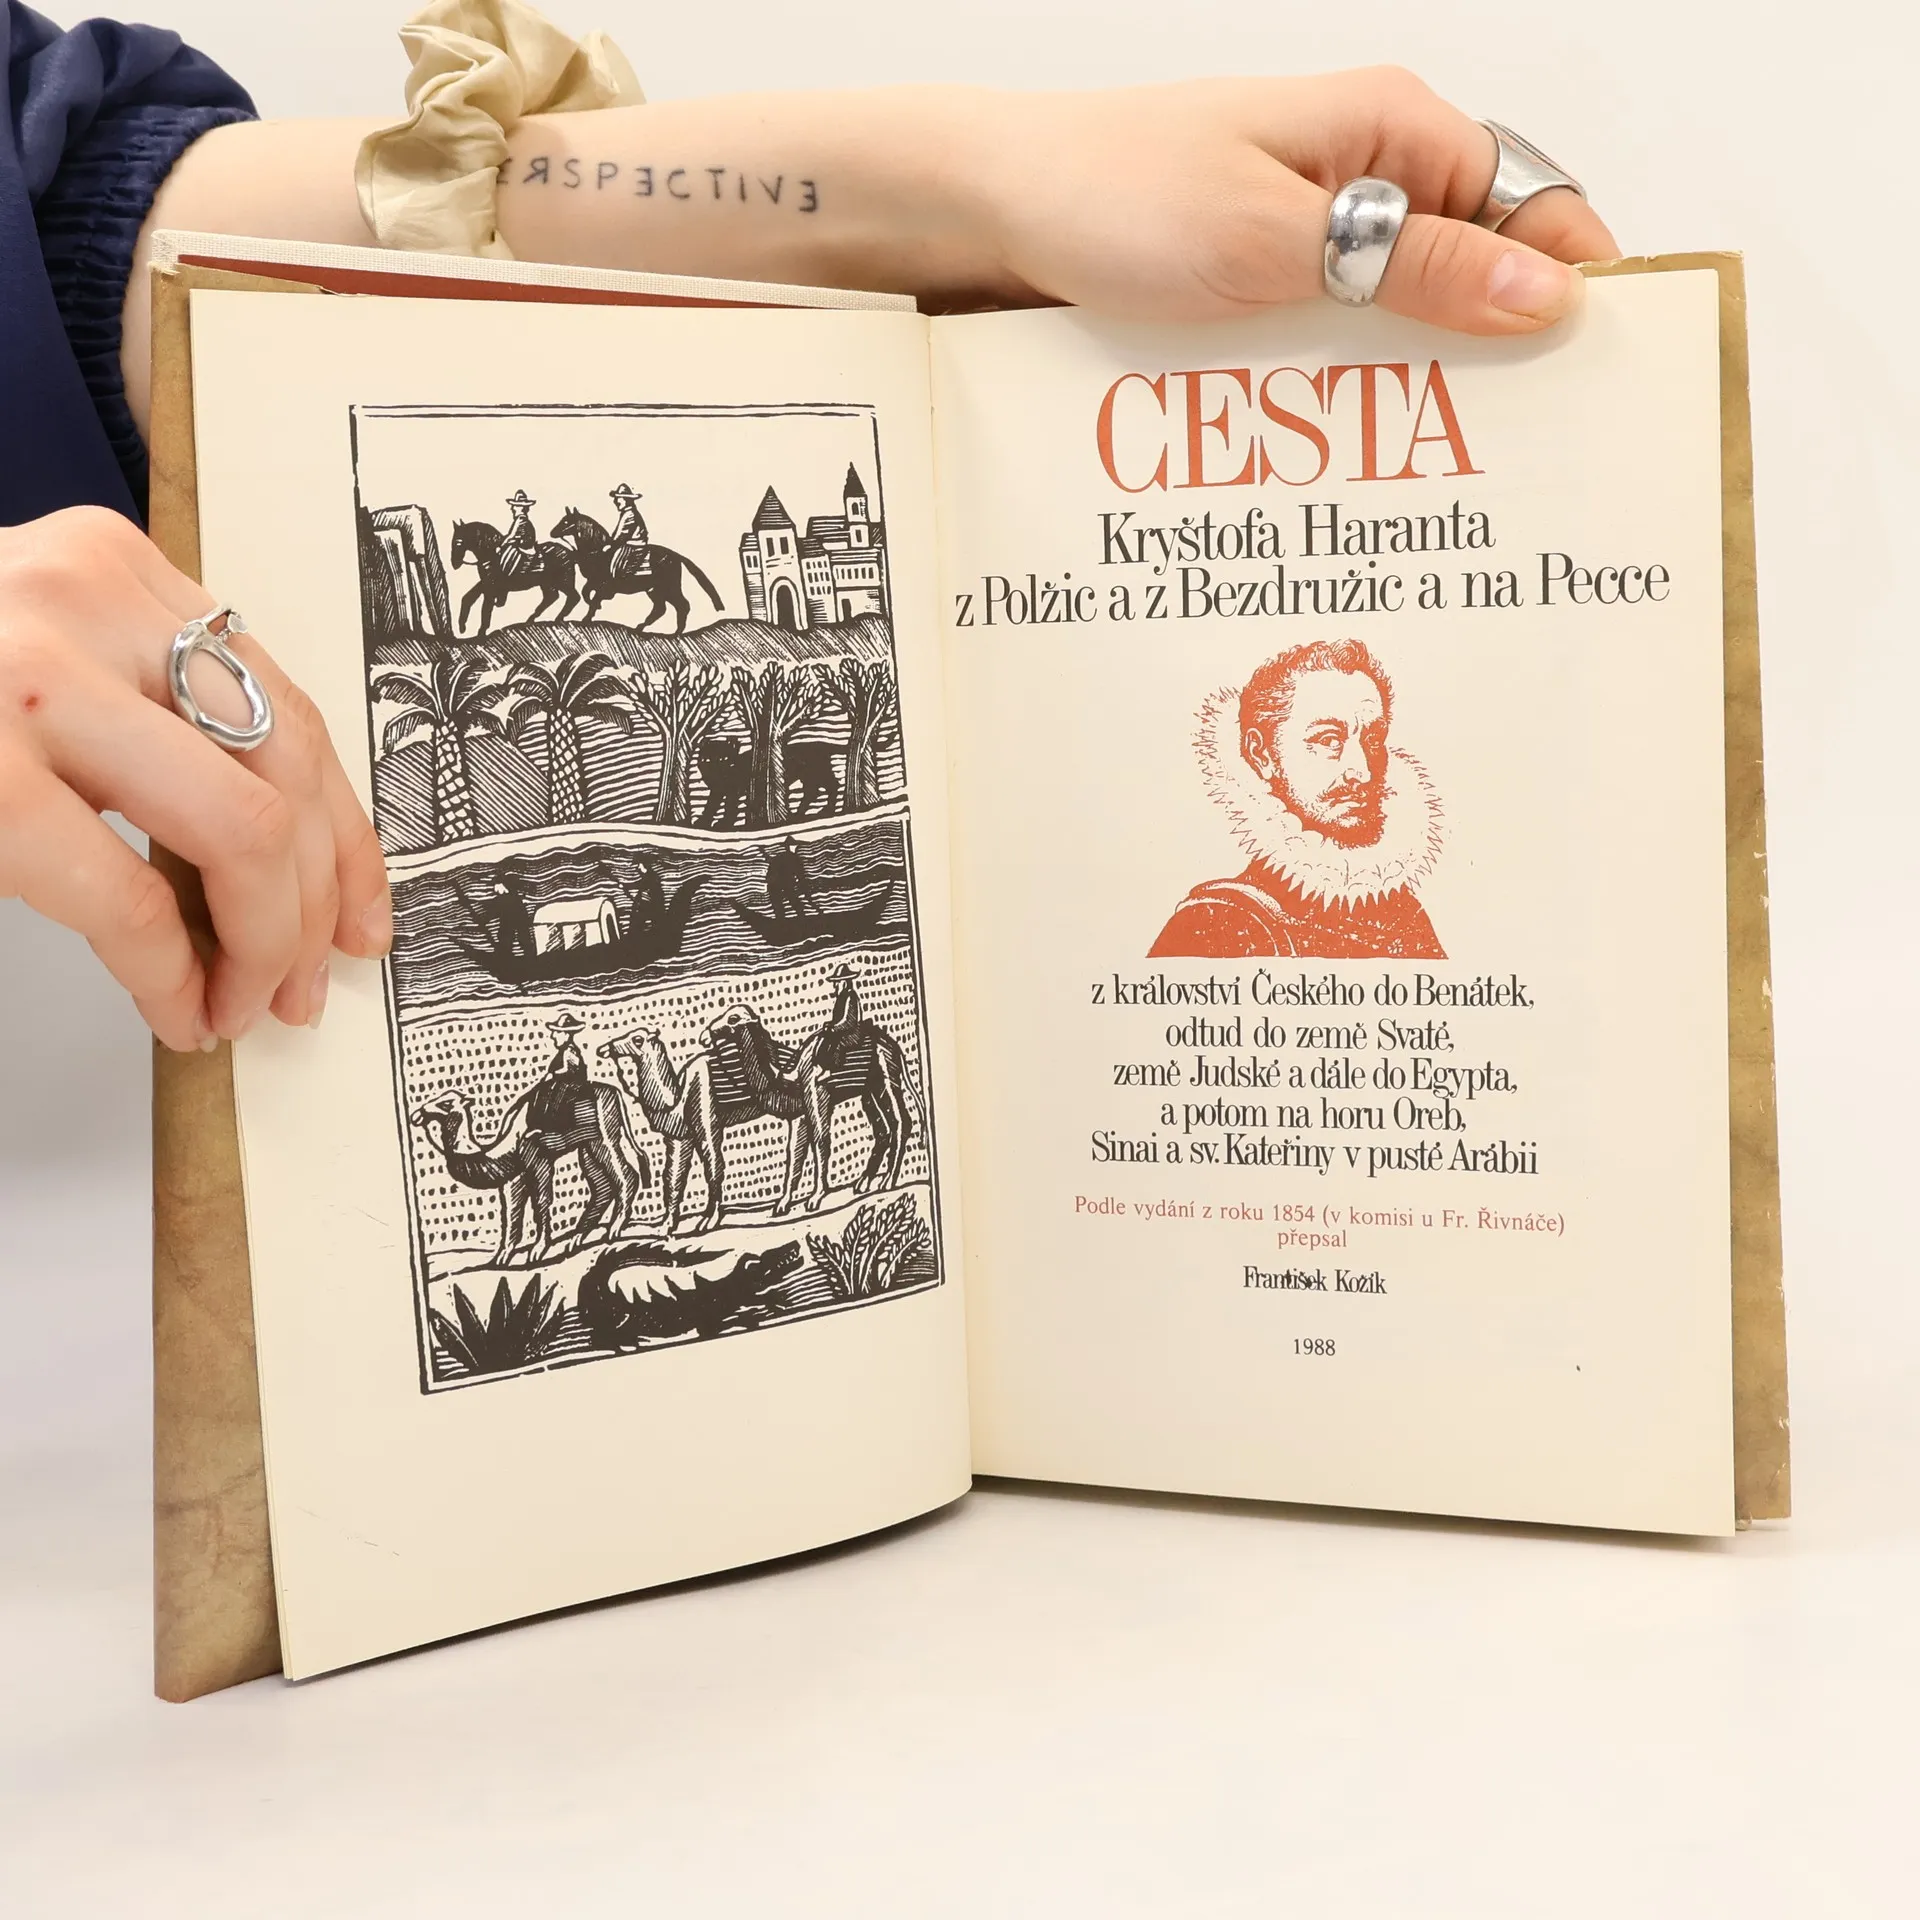 ERSPECTIVE
CESTA
Kryštofa Haranta
z Polžic a z Bezdružic a na Pecce
z království Českého do Benátek,
odtud do země Svaté,
země Judské a dále do Egypta,
a potom na horu Oreb,
Sinai a sv. Kateřiny v pusté Arábii
Podle vydání z roku 1854 (v komisi u Fr. Řivnáče)
přepsal
František Kožík
1988